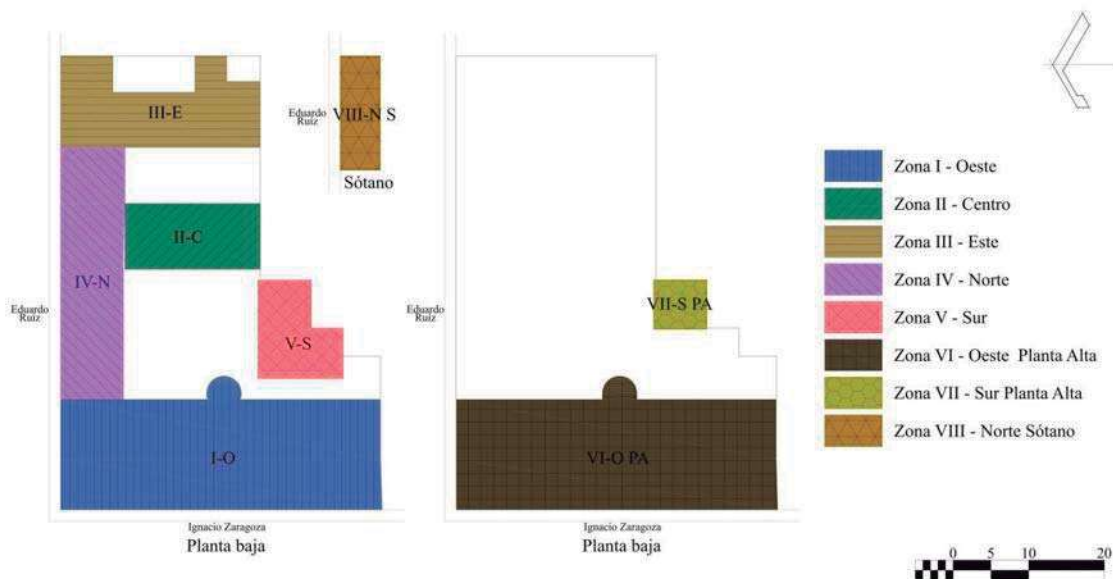 III-E
Eduardo
Ruiz
VIII-N S
Sótano
II-C
IV-N
Eduardo
Ruiz
V-S
I-O
Ignacio Zaragoza
Planta baja
Eduardo
Ruiz
VII-S PA
VI-O PA
Ignacio Zaragoza
Planta baja
Zona I - Oeste
Zona II - Centro
Zona III - Este
Zona IV - Norte
Zona V - Sur
Zona VI - Oeste Planta Alta
Zona VII - Sur Planta Alta
Zona VIII - Norte Sótano
0 5 10 20